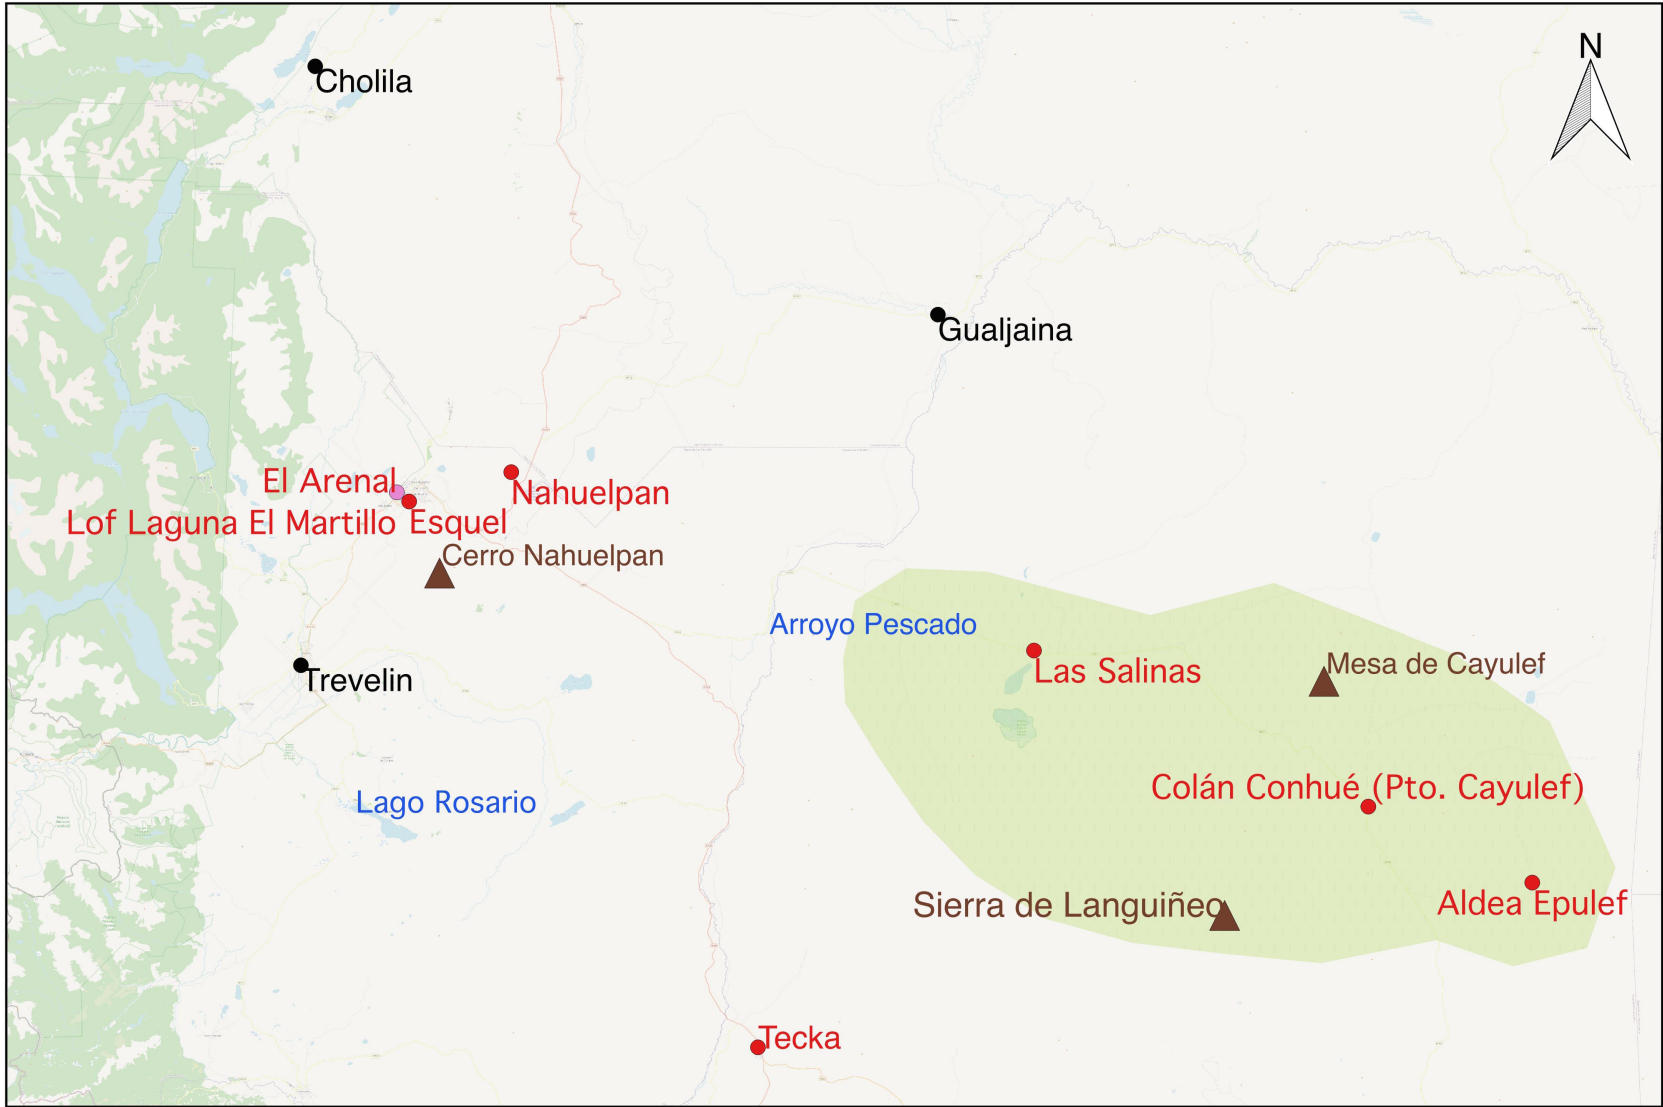 N
Cholila
Gualjaina
El Arenal
Nahuelpan
Lof Laguna El Martillo Esquel
Cerro Nahuelpan
Arroyo Pescado
Las Salinas
Mesa de Cayulef
Trevelin
Colán Conhué (Pto. Cayulef)
Lago Rosario
Sierra de Languiñeo
Aldea Epulef
Tecka